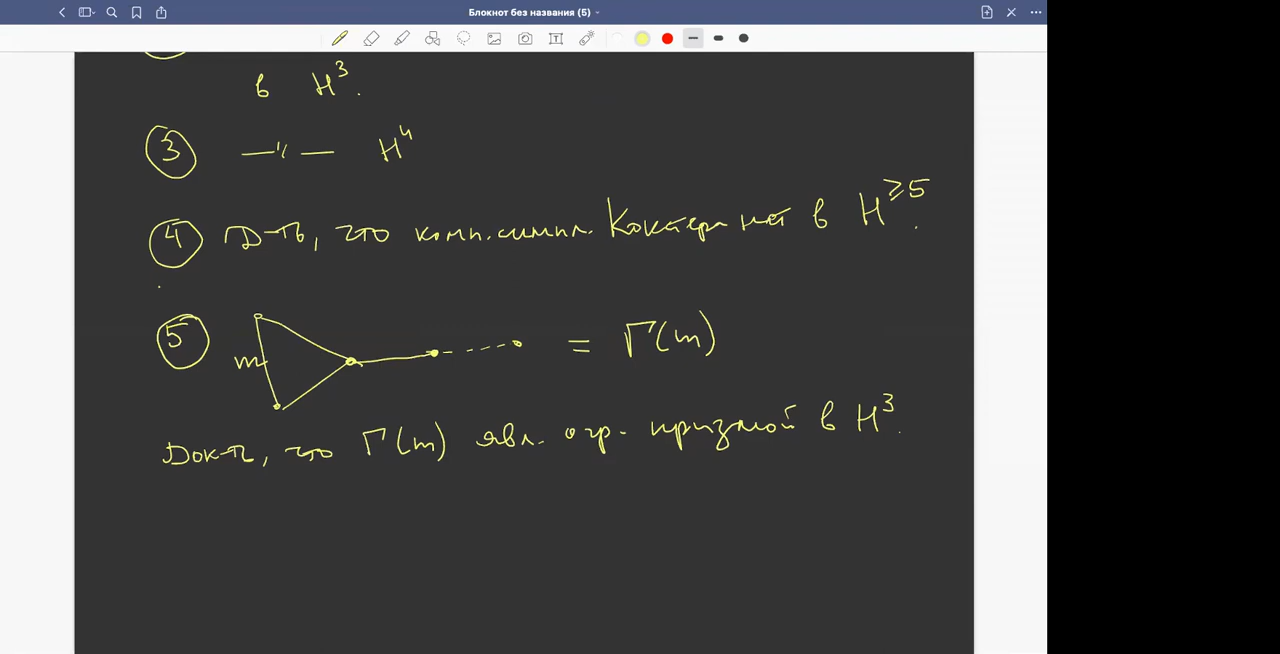 Блокнот без названия (5)
в H³.
③ —〃— H⁴
④ Д-ть, что комп. симпл. Кокстера нет в H^≥5.
⑤ m = Γ(m)
Док-ть, что Γ(m) явл. огр. призмой в H³.